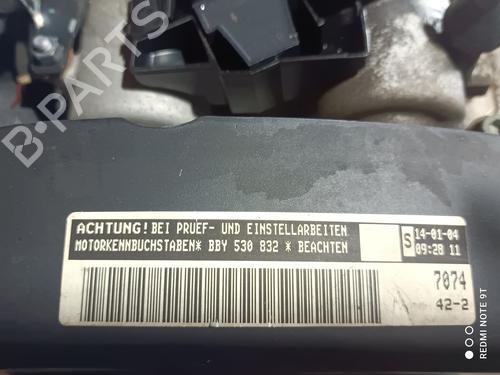 B-PARTS
ACHTUNG! BEI PRUEF- UND EINSTELLARBEITEN
MOTORKENNBUCHSTABEN* BBY 530 832 * BEACHTEN
S
14-01-04
09:28 11
7074
42-2
REDMI NOTE 9T